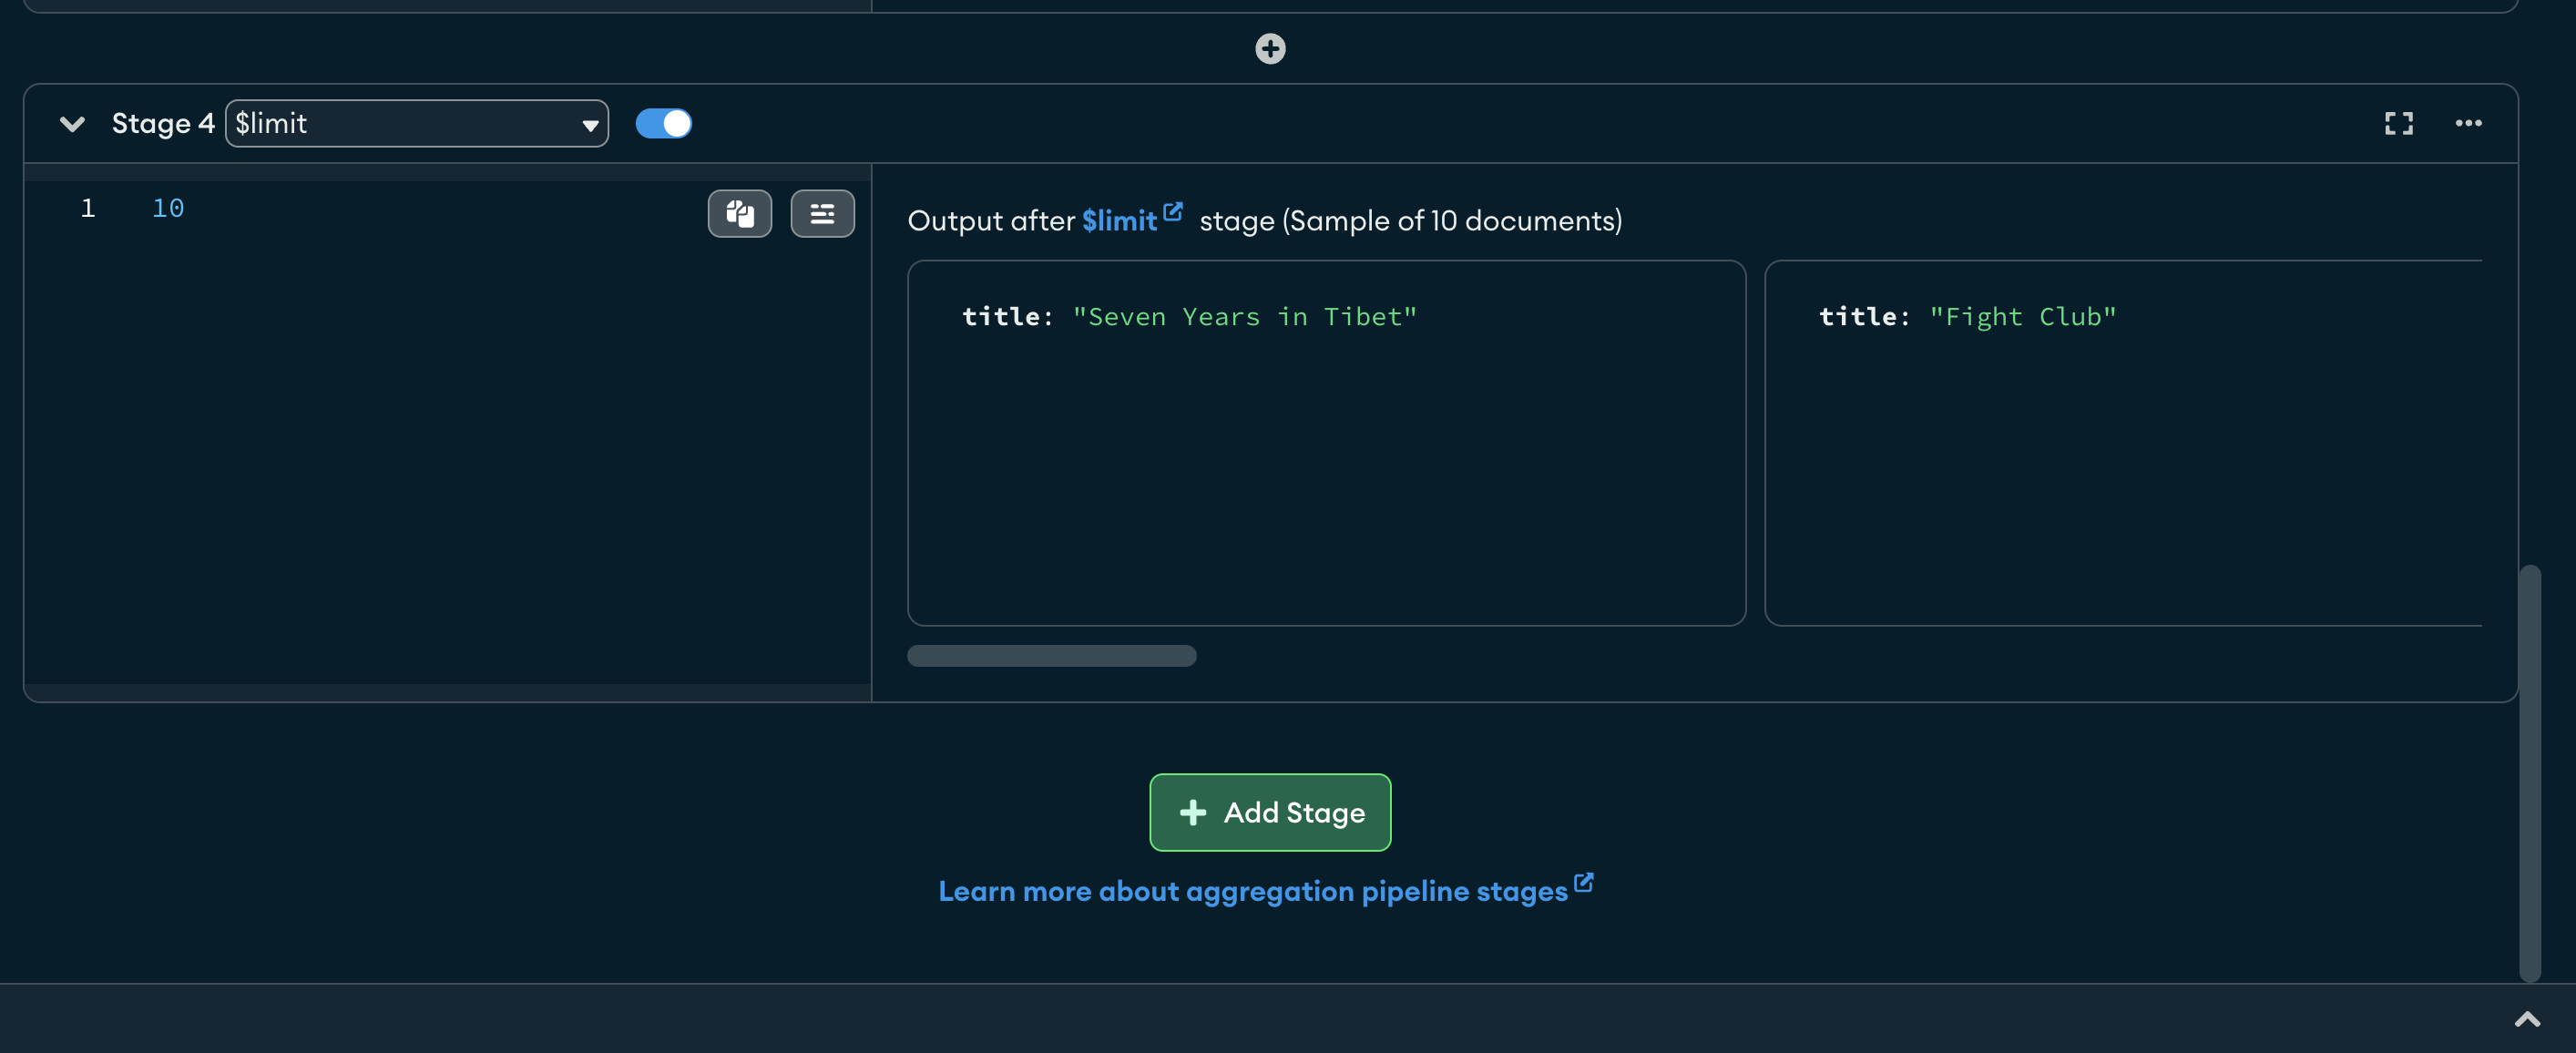 Stage 4 $limit
1 10
Output after $limit stage (Sample of 10 documents)
title: "Seven Years in Tibet"
title: "Fight Club"
Add Stage
Learn more about aggregation pipeline stages